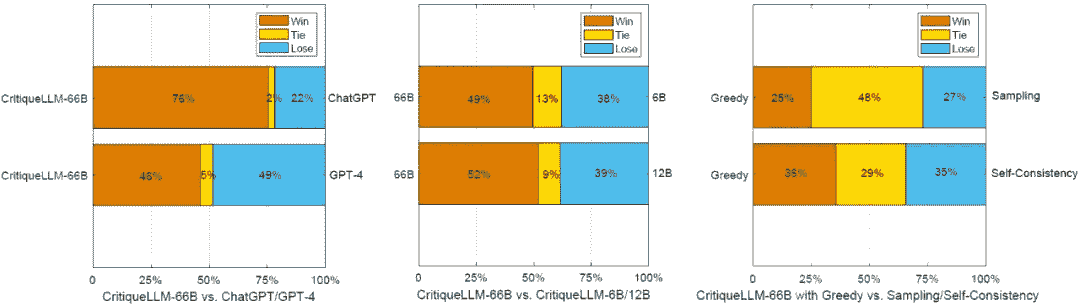 Win
Tie
Lose
CritiqueLLM-66B 76% 2% 22% ChatGPT
CritiqueLLM-66B 46% 5% 49% GPT-4
0 25% 50% 75% 100%
CritiqueLLM-66B vs. ChatGPT/GPT-4
Win
Tie
Lose
66B 49% 13% 38% 6B
66B 52% 9% 39% 12B
0 25% 50% 75% 100%
CritiqueLLM-66B vs. CritiqueLLM-6B/12B
Win
Tie
Lose
Greedy 25% 48% 27% Sampling
Greedy 36% 29% 35% Self-Consistency
0 25% 50% 75% 100%
CritiqueLLM-66B with Greedy vs. Sampling/Self-Consistency